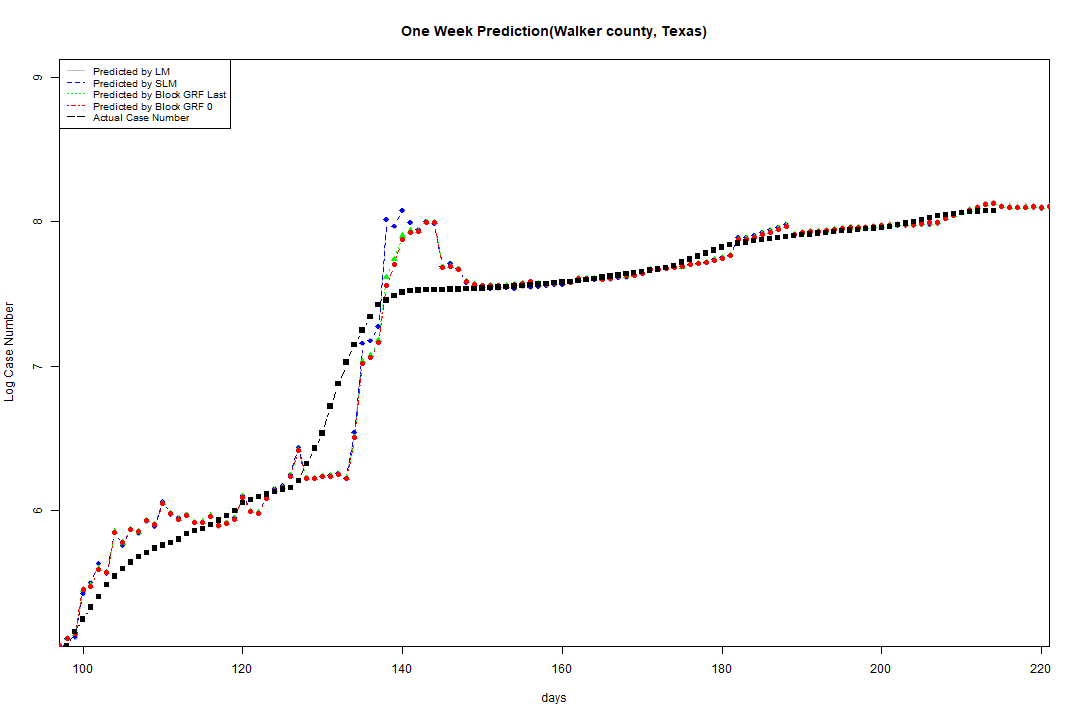 One Week Prediction(Walker county, Texas)
Predicted by LM
Predicted by SLM
Predicted by Block GRF Last
Predicted by Block GRF 0
Actual Case Number
9
8
7
6
Log Case Number
100 120 140 160 180 200 220
days